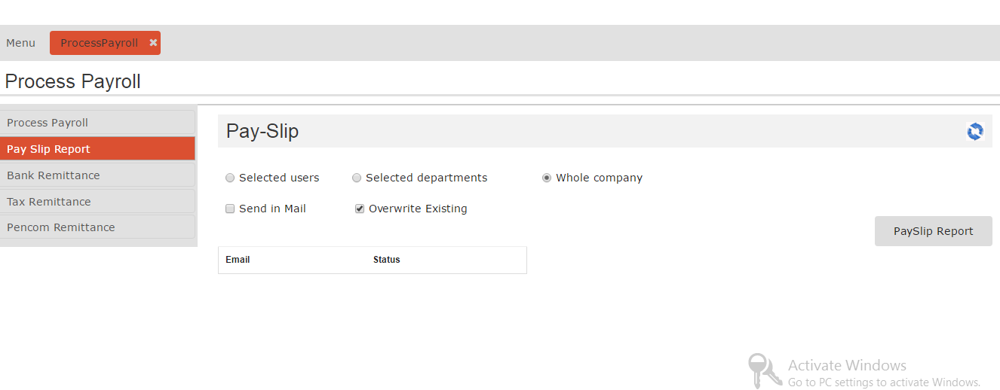 Menu ProcessPayroll
Process Payroll
Process Payroll
Pay Slip Report
Bank Remittance
Tax Remittance
Pencom Remittance
Pay-Slip
Selected users Selected departments Whole company
Send in Mail Overwrite Existing
PaySlip Report
Email Status
Activate Windows
Go to PC settings to activate Windows.